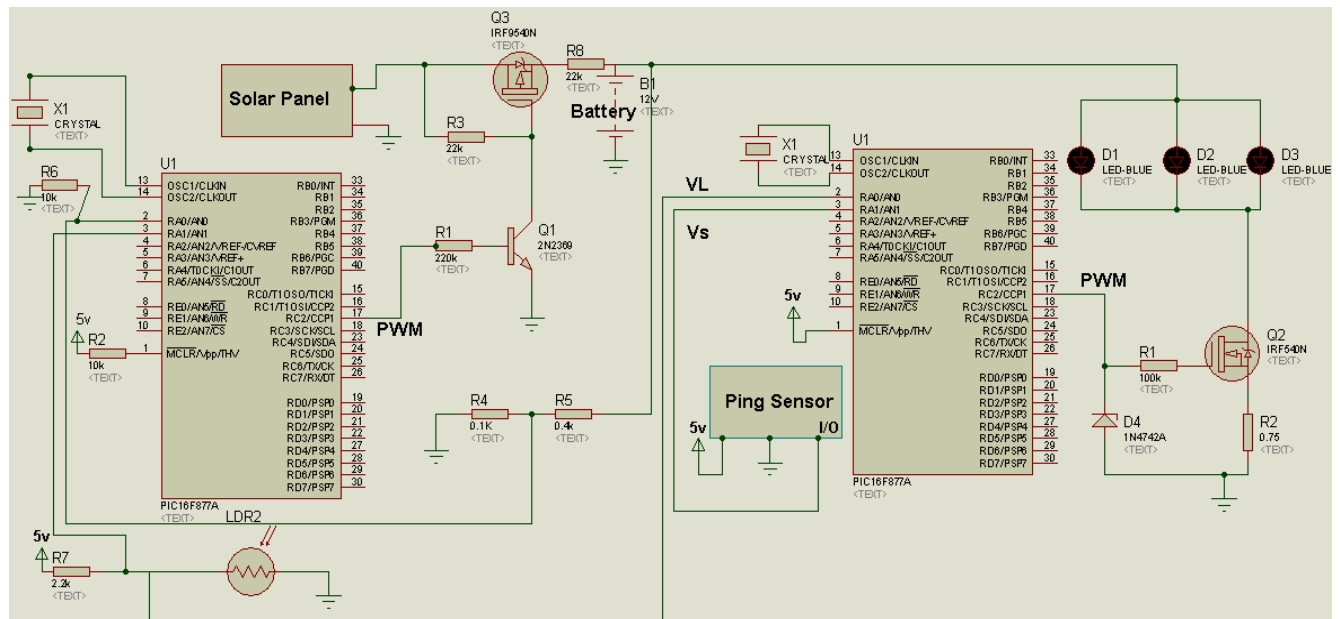 Q3
IRF9540N
<TEXT>
Solar Panel
R8
22k
<TEXT>
B1
12V
<TEXT>
Battery
X1
CRYSTAL
<TEXT>
R3
22k
<TEXT>
R6
10k
<TEXT>
U1
13
OSC1/CLKIN
14
OSC2/CLKOUT
2
RA0/AN0
3
RA1/AN1
4
RA2/AN2/VREF-/CVREF
5
RA3/AN3/VREF+
6
RA4/T0CKI/C1OUT
7
RA5/AN4/SS/C2OUT
8
RE0/AN5/RD
9
RE1/AN6/WR
10
RE2/AN7/CS
1
MCLR/Vpp/THV
RB0/INT
33
RB1
34
RB2
35
RB3/PGM
36
RB4
37
RB5
38
RB6/PGC
39
RB7/PGD
40
RC0/T1OSO/T1CKI
15
RC1/T1OSI/CCP2
16
RC2/CCP1
17
RC3/SCK/SCL
18
RC4/SDI/SDA
23
RC5/SDO
24
RC6/TX/CK
25
RC7/RX/DT
26
RD0/PSP0
19
RD1/PSP1
20
RD2/PSP2
21
RD3/PSP3
22
RD4/PSP4
27
RD5/PSP5
28
RD6/PSP6
29
RD7/PSP7
30
PIC16F877A
<TEXT>
5v
R2
10k
<TEXT>
PWM
R1
220k
<TEXT>
Q1
2N2369
<TEXT>
R4
0.1K
<TEXT>
R5
0.4k
<TEXT>
LDR2
<TEXT>
5v
R7
2.2k
<TEXT>
VL
Vs
X1
CRYSTAL
<TEXT>
U1
13
OSC1/CLKIN
14
OSC2/CLKOUT
2
RA0/AN0
3
RA1/AN1
4
RA2/AN2/VREF-/CVREF
5
RA3/AN3/VREF+
6
RA4/T0CKI/C1OUT
7
RA5/AN4/SS/C2OUT
8
RE0/AN5/RD
9
RE1/AN6/WR
10
RE2/AN7/CS
1
MCLR/Vpp/THV
RB0/INT
33
RB1
34
RB2
35
RB3/PGM
36
RB4
37
RB5
38
RB6/PGC
39
RB7/PGD
40
RC0/T1OSO/T1CKI
15
RC1/T1OSI/CCP2
16
RC2/CCP1
17
RC3/SCK/SCL
18
RC4/SDI/SDA
23
RC5/SDO
24
RC6/TX/CK
25
RC7/RX/DT
26
RD0/PSP0
19
RD1/PSP1
20
RD2/PSP2
21
RD3/PSP3
22
RD4/PSP4
27
RD5/PSP5
28
RD6/PSP6
29
RD7/PSP7
30
PIC16F877A
<TEXT>
5v
Ping Sensor
5v
I/O
D1
LED-BLUE
<TEXT>
D2
LED-BLUE
<TEXT>
D3
LED-BLUE
<TEXT>
PWM
R1
100k
<TEXT>
Q2
IRF540N
<TEXT>
D4
1N4742A
<TEXT>
R2
0.75
<TEXT>